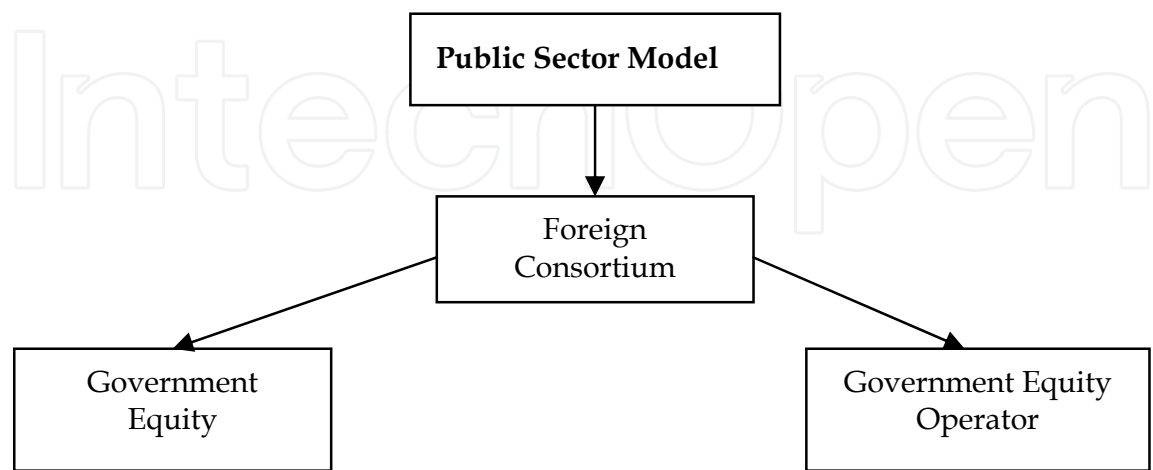 IntechOpen
Public Sector Model
Foreign
Consortium
Government
Equity
Government Equity
Operator